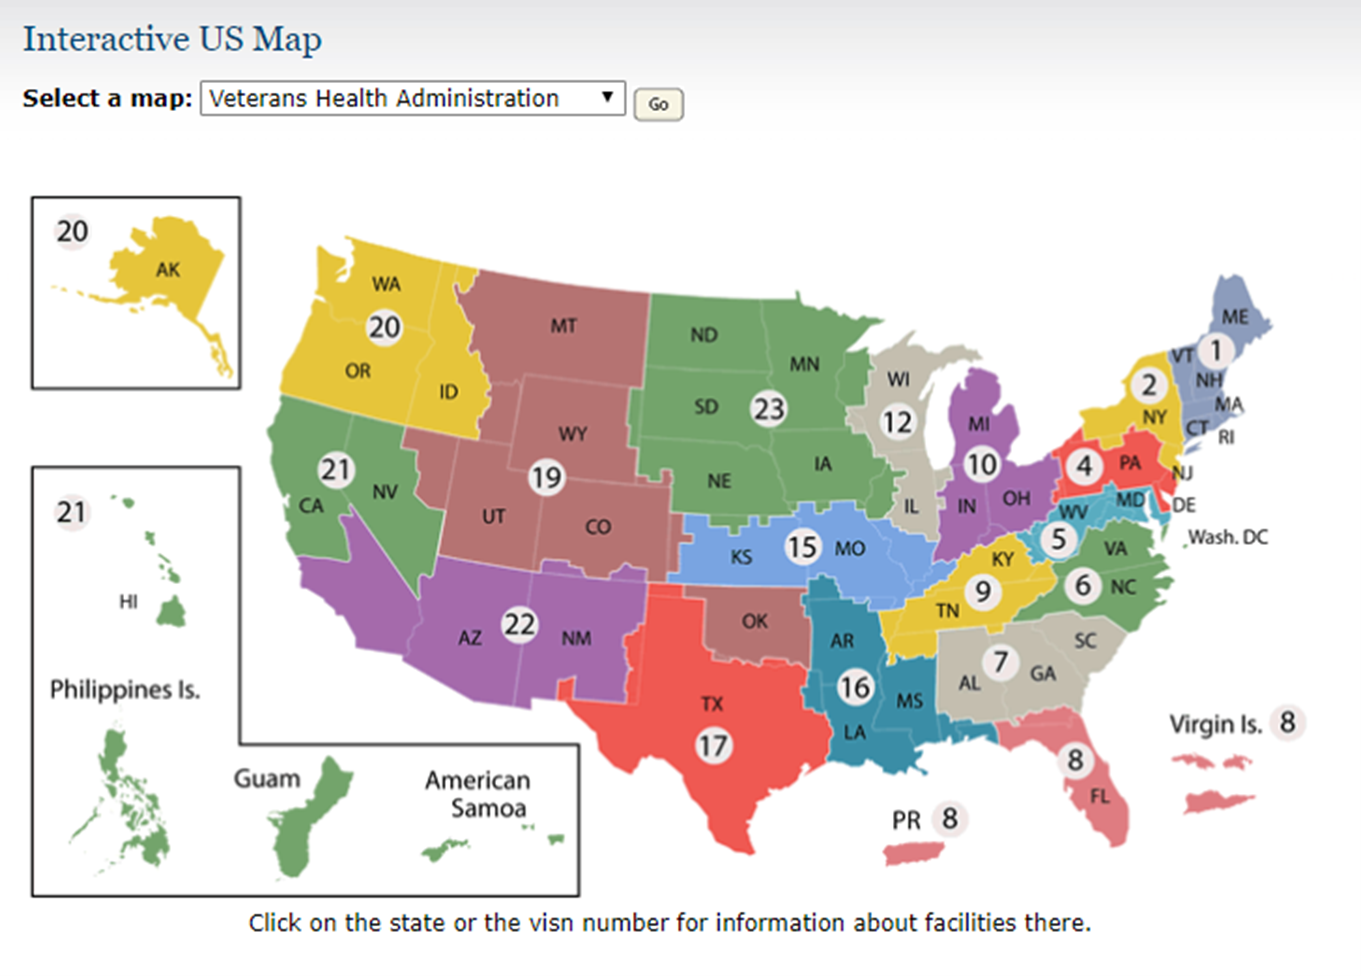 Interactive US Map
Select a map: Veterans Health Administration Go
20
AK
WA
20
OR
ID
MT
WY
19
UT
CO
ND
MN
SD
23
NE
IA
WI
12
IL
MI
10
IN
OH
ME
VT
1
NH
MA
CT
RI
2
NY
4
PA
NJ
MD
DE
WV
Wash. DC
5
VA
6
NC
21
CA
NV
KS
15
MO
KY
9
TN
AZ
22
NM
OK
AR
16
MS
LA
TX
17
SC
7
AL
GA
8
FL
Virgin Is. 8
PR 8
21
HI
Philippines Is.
Guam
American
Samoa
Click on the state or the visn number for information about facilities there.